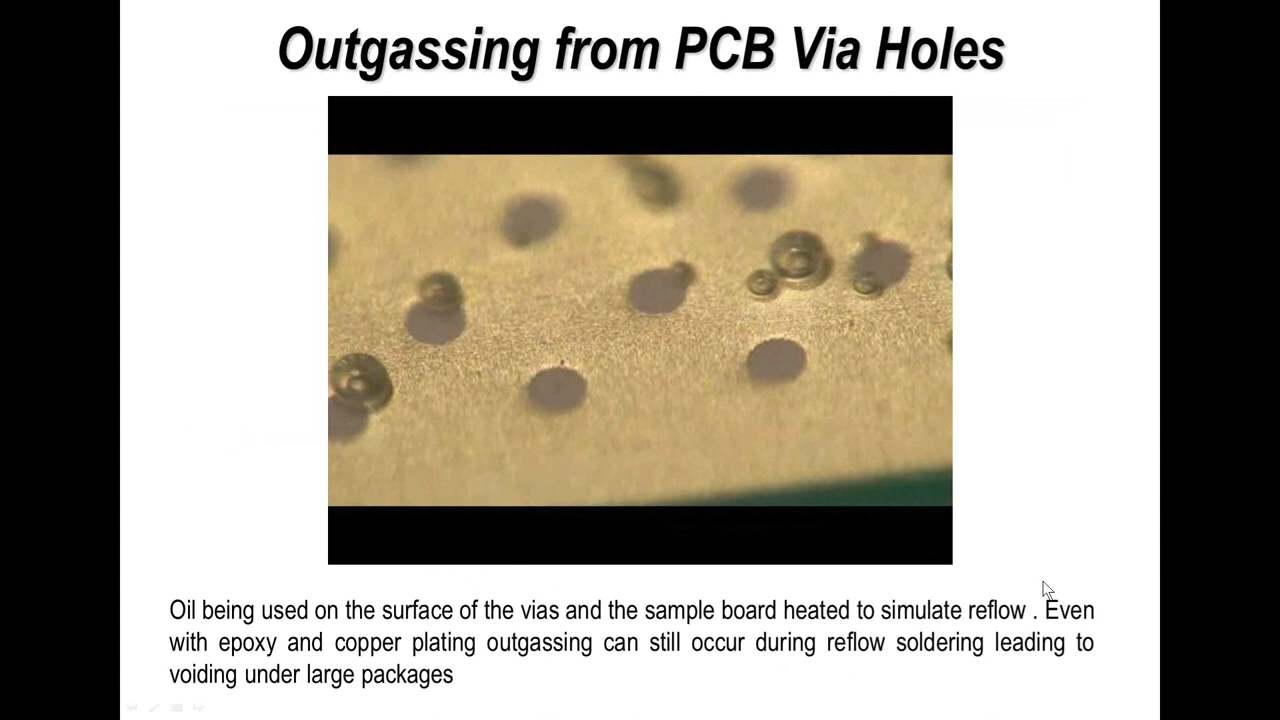 Outgassing from PCB Via Holes
Oil being used on the surface of the vias and the sample board heated to simulate reflow . Even
with epoxy and copper plating outgassing can still occur during reflow soldering leading to
voiding under large packages